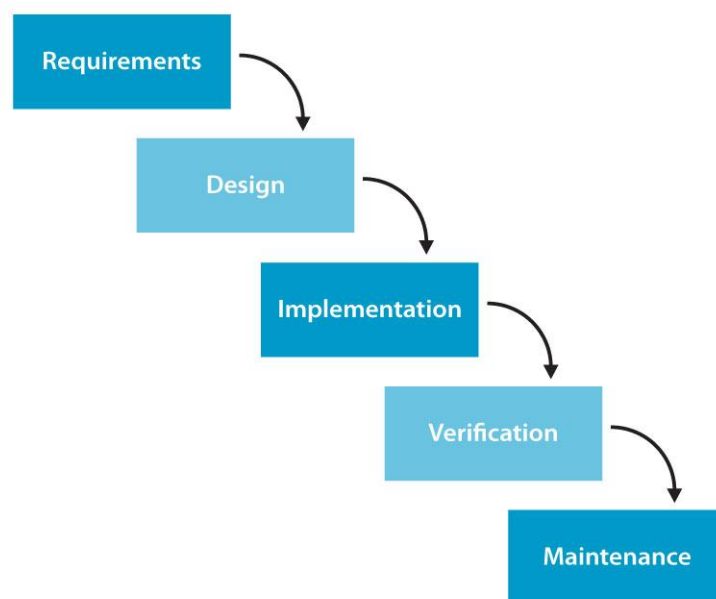 Requirements
Design
Implementation
Verification
Maintenance